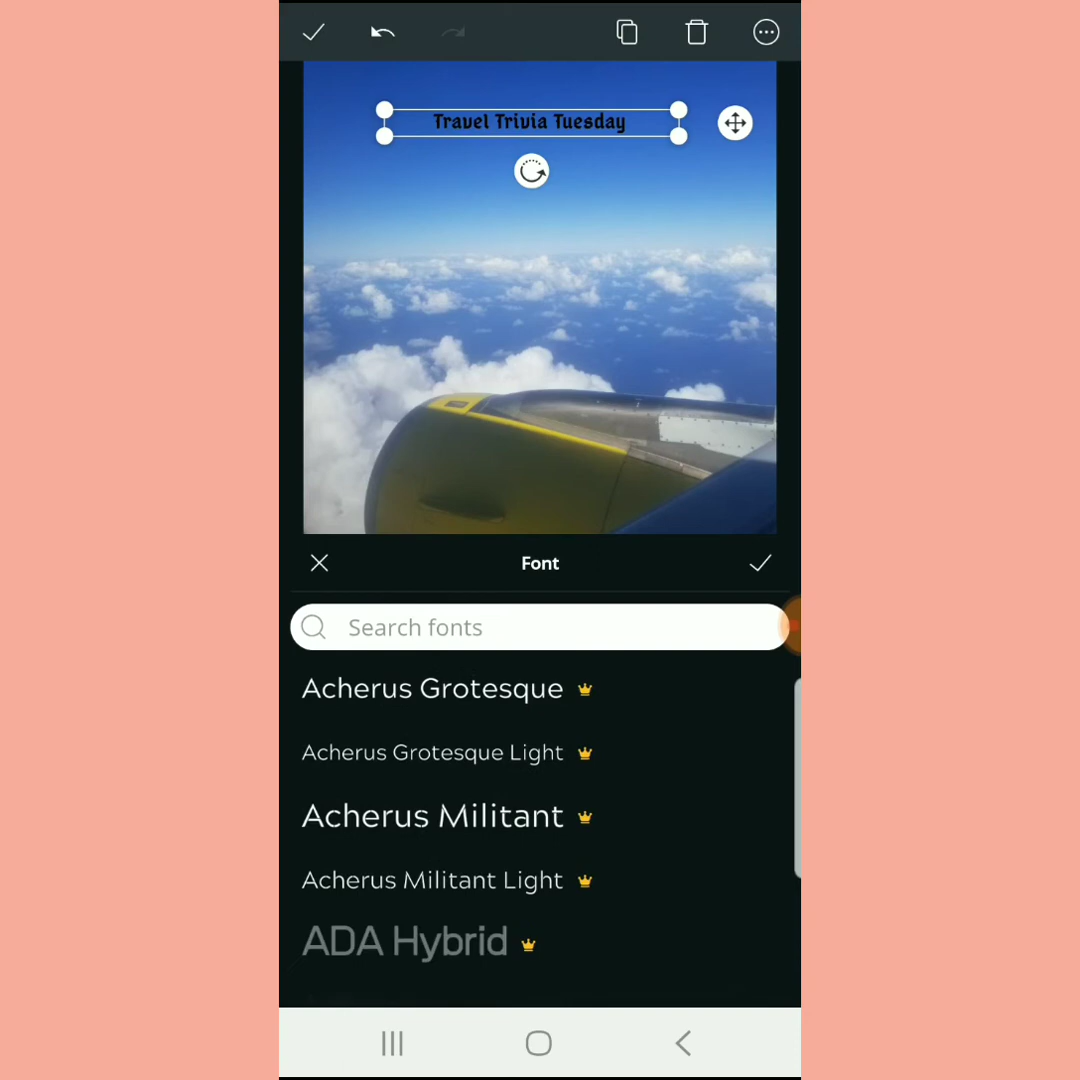 Travel Trivia Tuesday
Font
Search fonts
Acherus Grotesque
Acherus Grotesque Light
Acherus Militant
Acherus Militant Light
ADA Hybrid